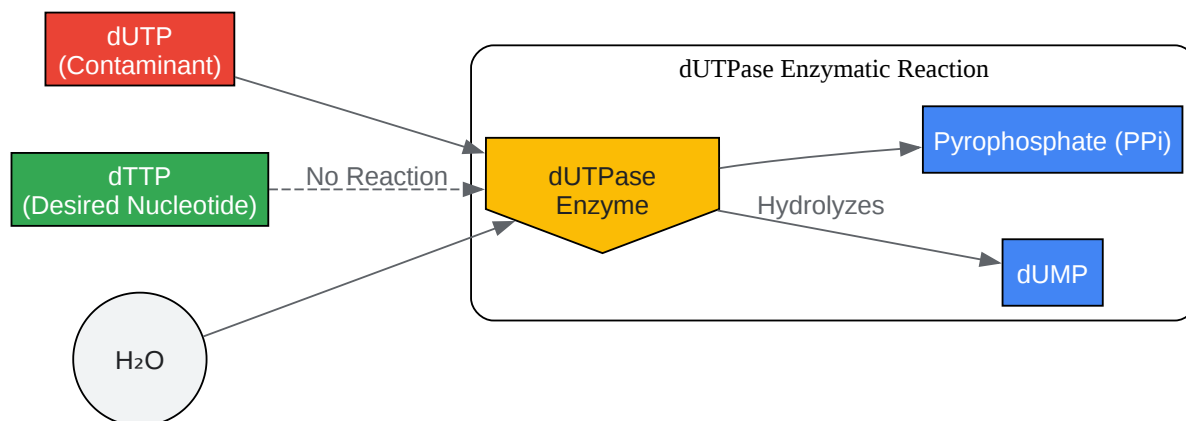 dUTP
(Contaminant)
dUTPase Enzymatic Reaction
Pyrophosphate (PPi)
dTTP
(Desired Nucleotide)
No Reaction
dUTPase
Enzyme
Hydrolyzes
dUMP
H₂O